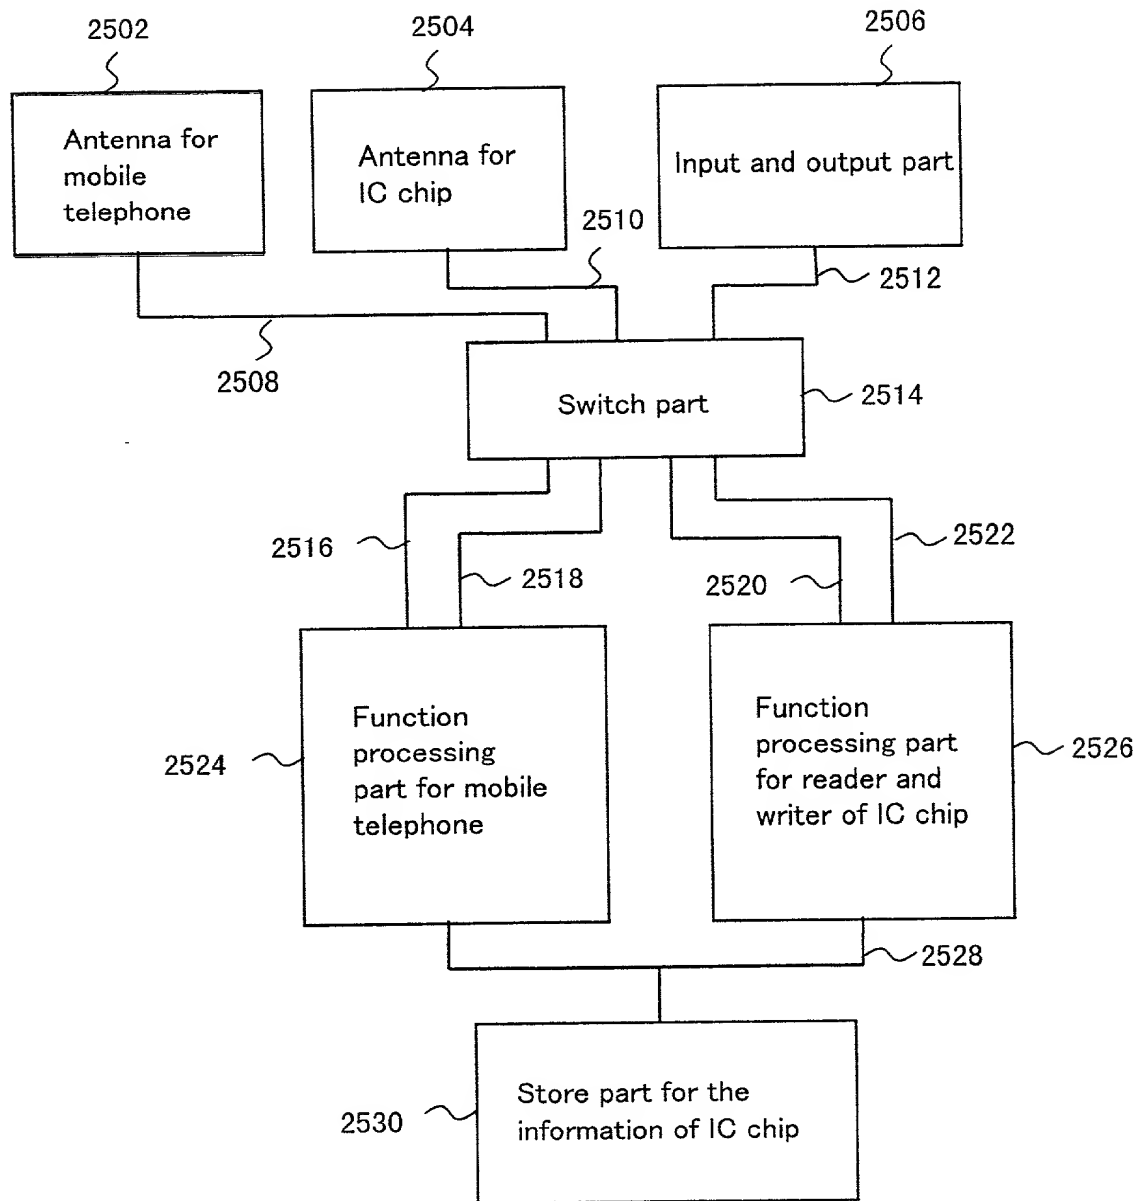 2502
2504
2506
Antenna for
mobile
telephone
Antenna for
IC chip
Input and output part
2510
2512
2508
Switch part
2514
2516
2518
2520
2522
2524
Function
processing
part for mobile
telephone
Function
processing part
for reader and
writer of IC chip
2526
2528
2530
Store part for the
information of IC chip